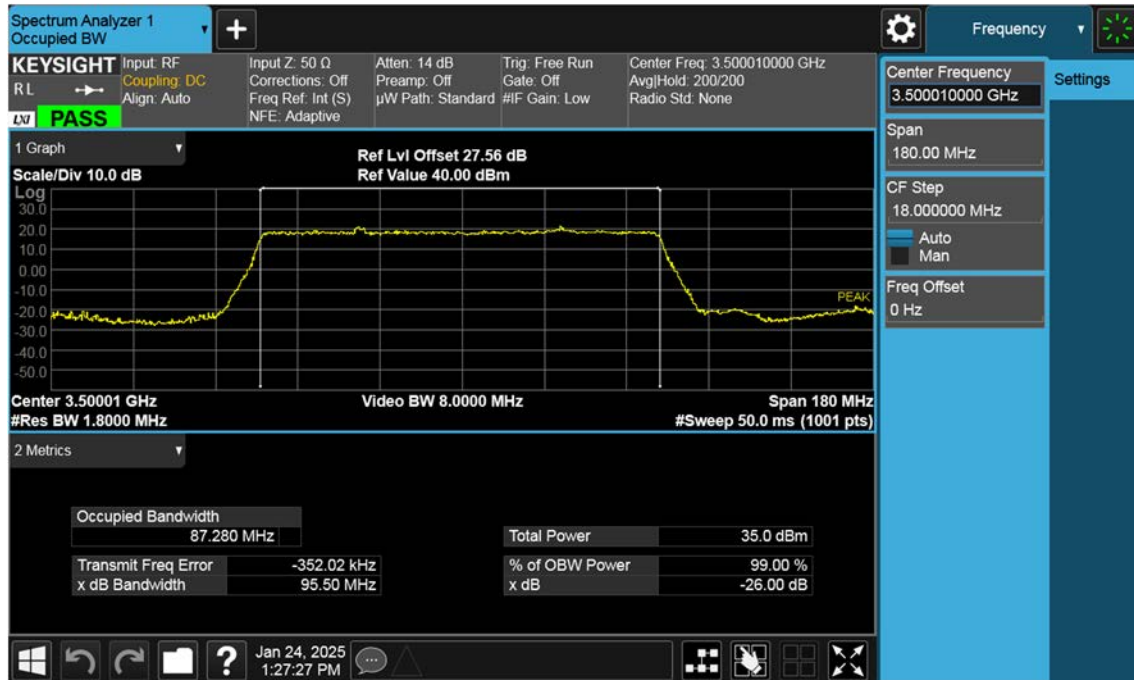 Spectrum Analyzer 1
Occupied BW
Frequency
KEYSIGHT
R L
LXI
PASS
Input: RF
Coupling: DC
Align: Auto
Input Z: 50 Ω
Corrections: Off
Freq Ref: Int (S)
NFE: Adaptive
Atten: 14 dB
Preamp: Off
µW Path: Standard
Trig: Free Run
Gate: Off
#IF Gain: Low
Center Freq: 3.500010000 GHz
Avg|Hold: 200/200
Radio Std: None
Center Frequency
3.500010000 GHz
Settings
Span
180.00 MHz
CF Step
18.000000 MHz
Auto
Man
Freq Offset
0 Hz
1 Graph
Scale/Div 10.0 dB
Ref Lvl Offset 27.56 dB
Ref Value 40.00 dBm
Log
30.0
20.0
10.0
0.00
-10.0
-20.0
-30.0
-40.0
-50.0
PEAK
Center 3.50001 GHz
Video BW 8.0000 MHz
Span 180 MHz
#Res BW 1.8000 MHz
#Sweep 50.0 ms (1001 pts)
2 Metrics
Occupied Bandwidth
87.280 MHz
Total Power 35.0 dBm
Transmit Freq Error -352.02 kHz
% of OBW Power 99.00 %
x dB Bandwidth 95.50 MHz
x dB -26.00 dB
?
Jan 24, 2025
1:27:27 PM